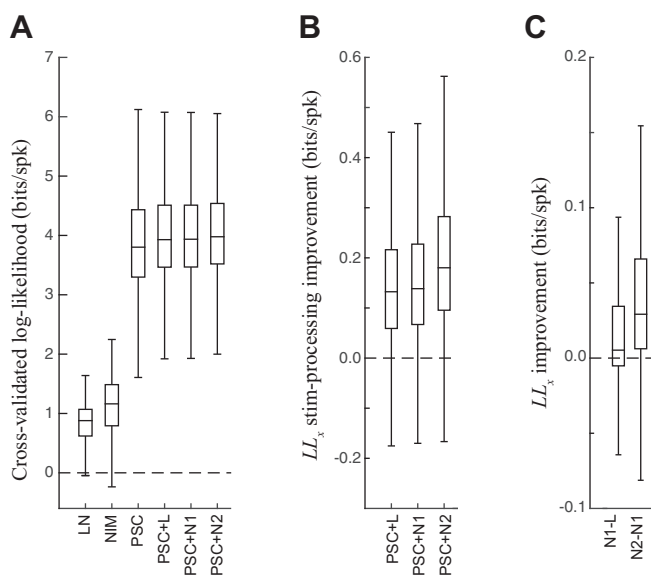 A
Cross-validated log-likelihood (bits/spk)
7
6
5
4
3
2
1
0
LN
NIM
PSC
PSC+L
PSC+N1
PSC+N2
B
LLx stim-processing improvement (bits/spk)
0.6
0.4
0.2
0.0
-0.2
PSC+L
PSC+N1
PSC+N2
C
LLx improvement (bits/spk)
0.2
0.1
0.0
-0.1
N1-L
N2-N1